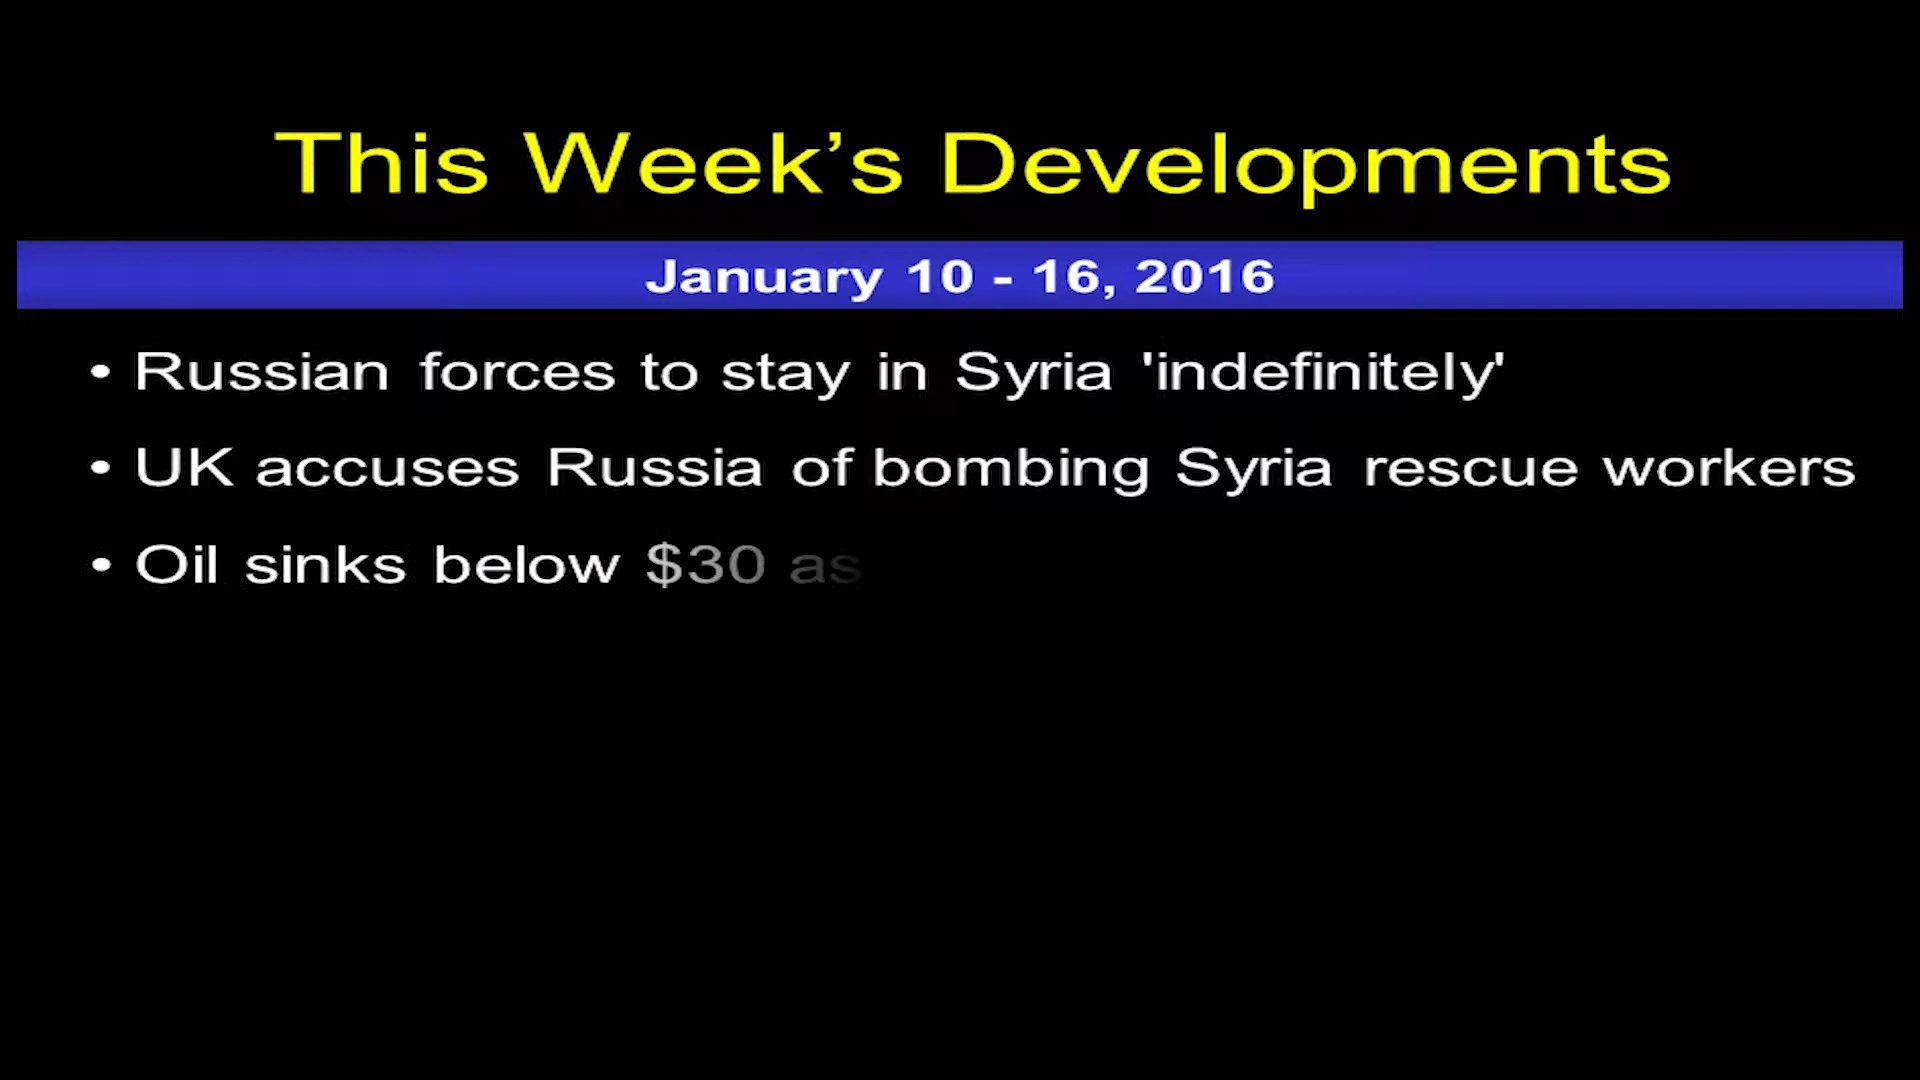 This Week’s Developments
January 10 - 16, 2016
• Russian forces to stay in Syria 'indefinitely'
• UK accuses Russia of bombing Syria rescue workers
• Oil sinks below $30 as